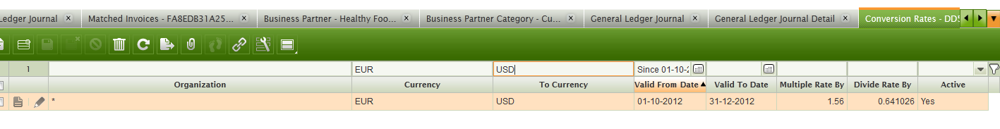 Ledger Journal Matched Invoices - FA8EDB31A25... Business Partner - Healthy Foo... Business Partner Category - Cu... General Ledger Journal General Ledger Journal Detail Conversion Rates - DD5
1 EUR USD Since 01-10-2
Organization Currency To Currency Valid From Date Valid To Date Multiple Rate By Divide Rate By Active
* EUR USD 01-10-2012 31-12-2012 1.56 0.641026 Yes